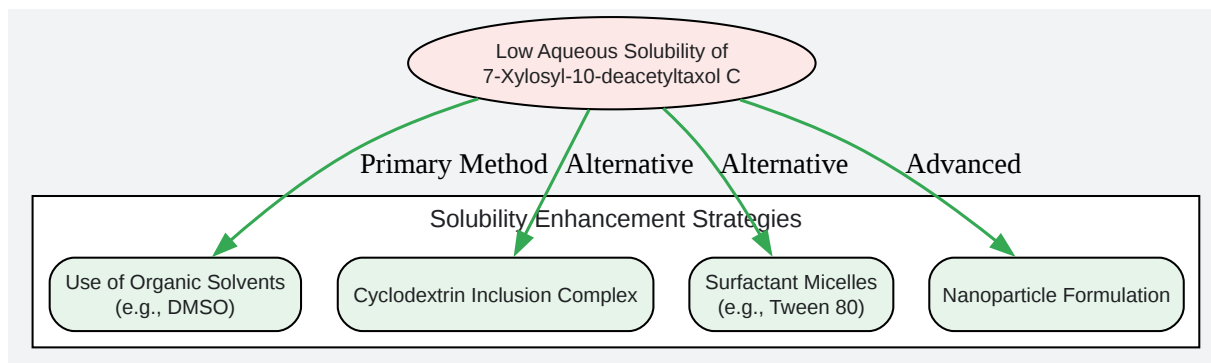 Low Aqueous Solubility of
7-Xylosyl-10-deacetyltaxol C
Primary Method
Alternative
Alternative
Advanced
Solubility Enhancement Strategies
Use of Organic Solvents
(e.g., DMSO)
Cyclodextrin Inclusion Complex
Surfactant Micelles
(e.g., Tween 80)
Nanoparticle Formulation